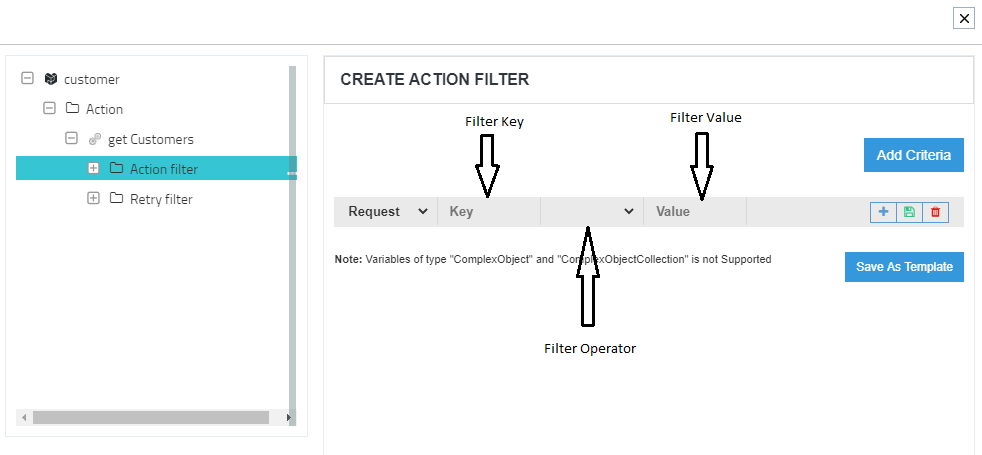 customer
Action
get Customers
Action filter
Retry filter
CREATE ACTION FILTER
Filter Key
Filter Value
Add Criteria
Request Key Value
Note: Variables of type "ComplexObject" and "ComplexObjectCollection" is not Supported
Save As Template
Filter Operator